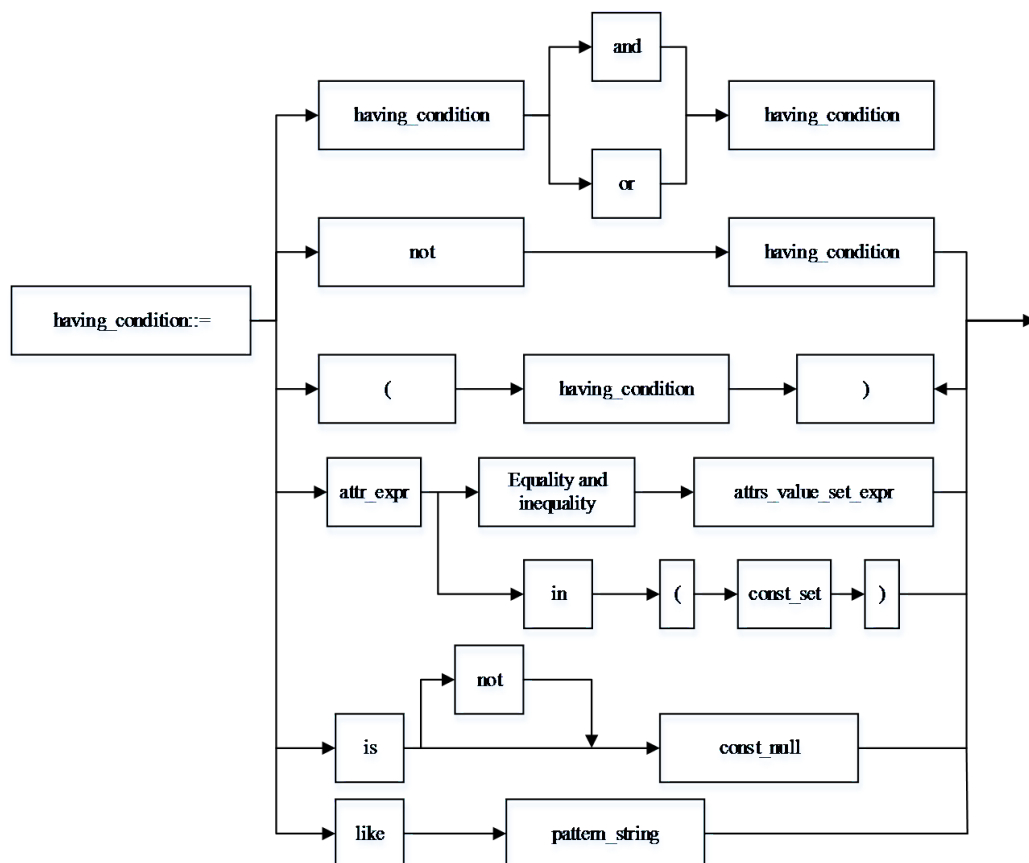 and
having_condition
having_condition
or
not
having_condition
having_condition::=
(
having_condition
)
attr_expr
Equality and
inequality
attrs_value_set_expr
in
(
const_set
)
not
is
const_null
like
pattern_string